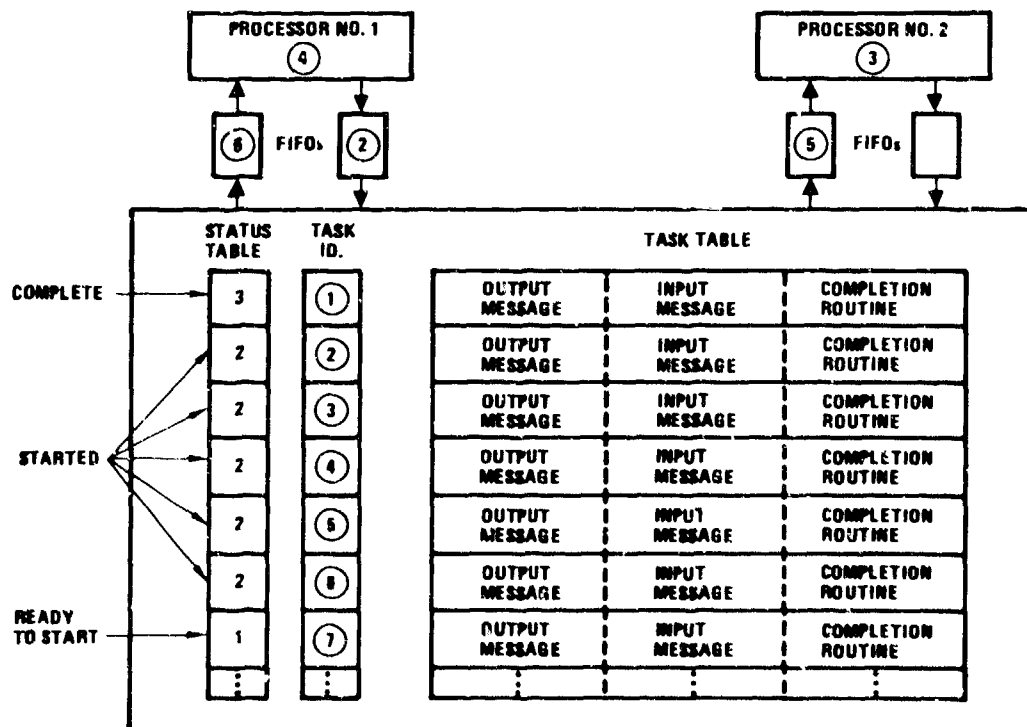 PROCESSOR NO. 1
4
PROCESSOR NO. 2
3
6
FIFOs
2
5
FIFOs
STATUS TABLE
TASK ID.
TASK TABLE
COMPLETE
3
1
OUTPUT MESSAGE
INPUT MESSAGE
COMPLETION ROUTINE
2
2
OUTPUT MESSAGE
INPUT MESSAGE
COMPLETION ROUTINE
2
3
OUTPUT MESSAGE
INPUT MESSAGE
COMPLETION ROUTINE
STARTED
2
4
OUTPUT MESSAGE
INPUT MESSAGE
COMPLETION ROUTINE
2
5
OUTPUT MESSAGE
INPUT MESSAGE
COMPLETION ROUTINE
2
6
OUTPUT MESSAGE
INPUT MESSAGE
COMPLETION ROUTINE
READY TO START
1
7
OUTPUT MESSAGE
INPUT MESSAGE
COMPLETION ROUTINE